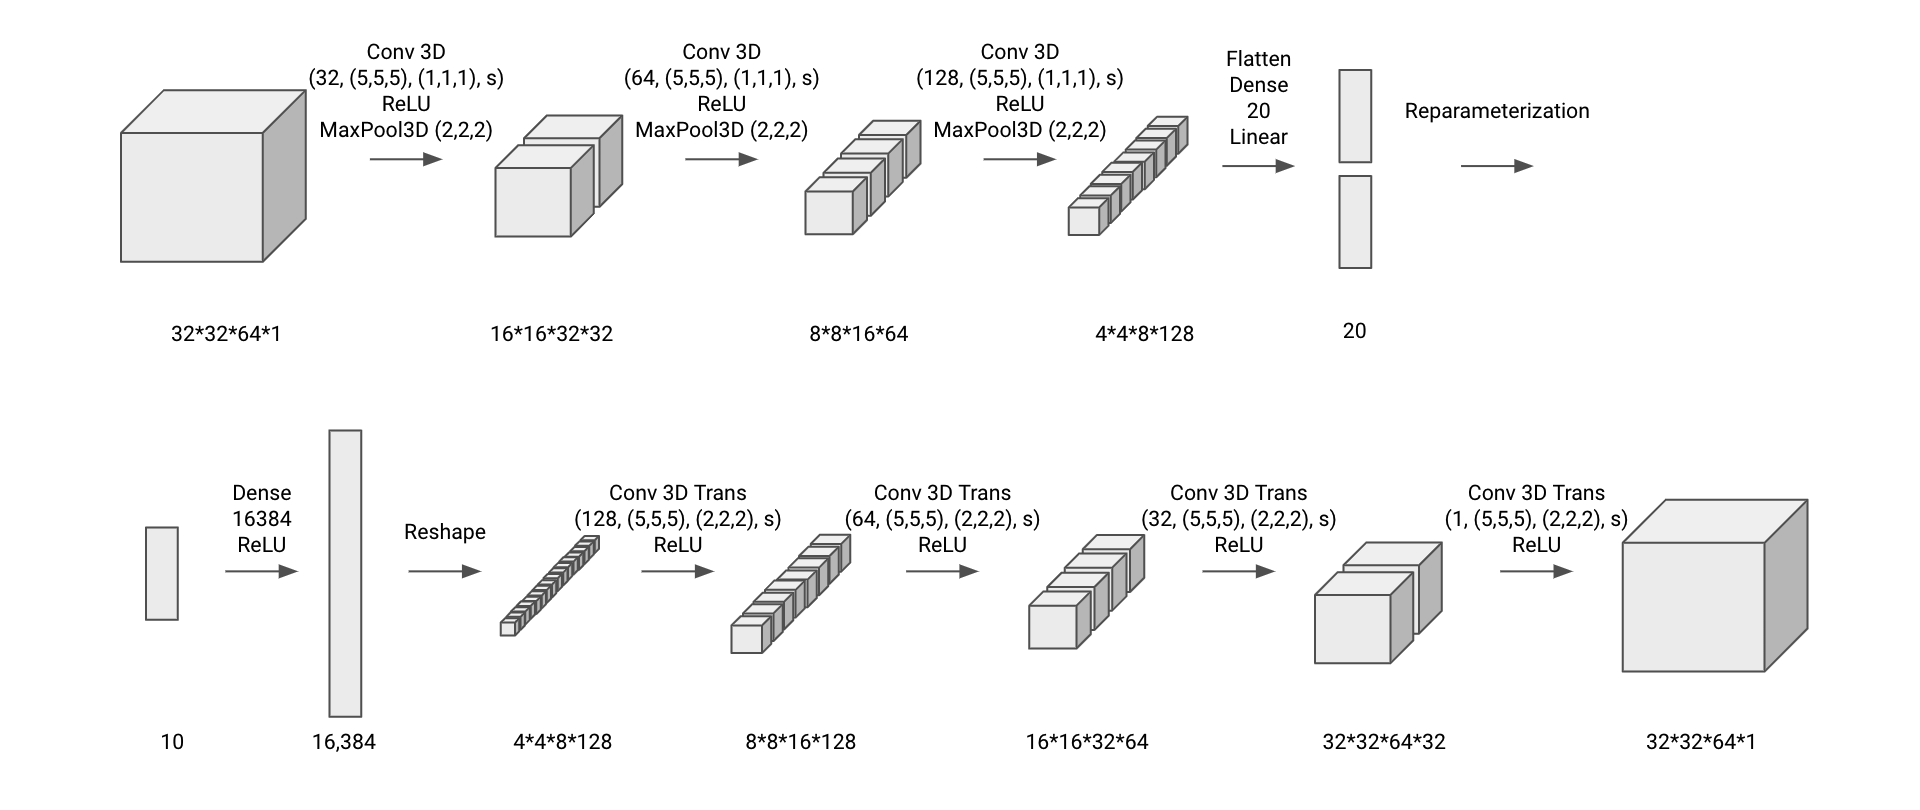 Conv 3D
(32, (5,5,5), (1,1,1), s)
ReLU
MaxPool3D (2,2,2)
Conv 3D
(64, (5,5,5), (1,1,1), s)
ReLU
MaxPool3D (2,2,2)
Conv 3D
(128, (5,5,5), (1,1,1), s)
ReLU
MaxPool3D (2,2,2)
Flatten
Dense
20
Linear
Reparameterization
32*32*64*1
16*16*32*32
8*8*16*64
4*4*8*128
20
Dense
16384
ReLU
Reshape
Conv 3D Trans
(128, (5,5,5), (2,2,2), s)
ReLU
Conv 3D Trans
(64, (5,5,5), (2,2,2), s)
ReLU
Conv 3D Trans
(32, (5,5,5), (2,2,2), s)
ReLU
Conv 3D Trans
(1, (5,5,5), (2,2,2), s)
ReLU
10
16,384
4*4*8*128
8*8*16*128
16*16*32*64
32*32*64*32
32*32*64*1